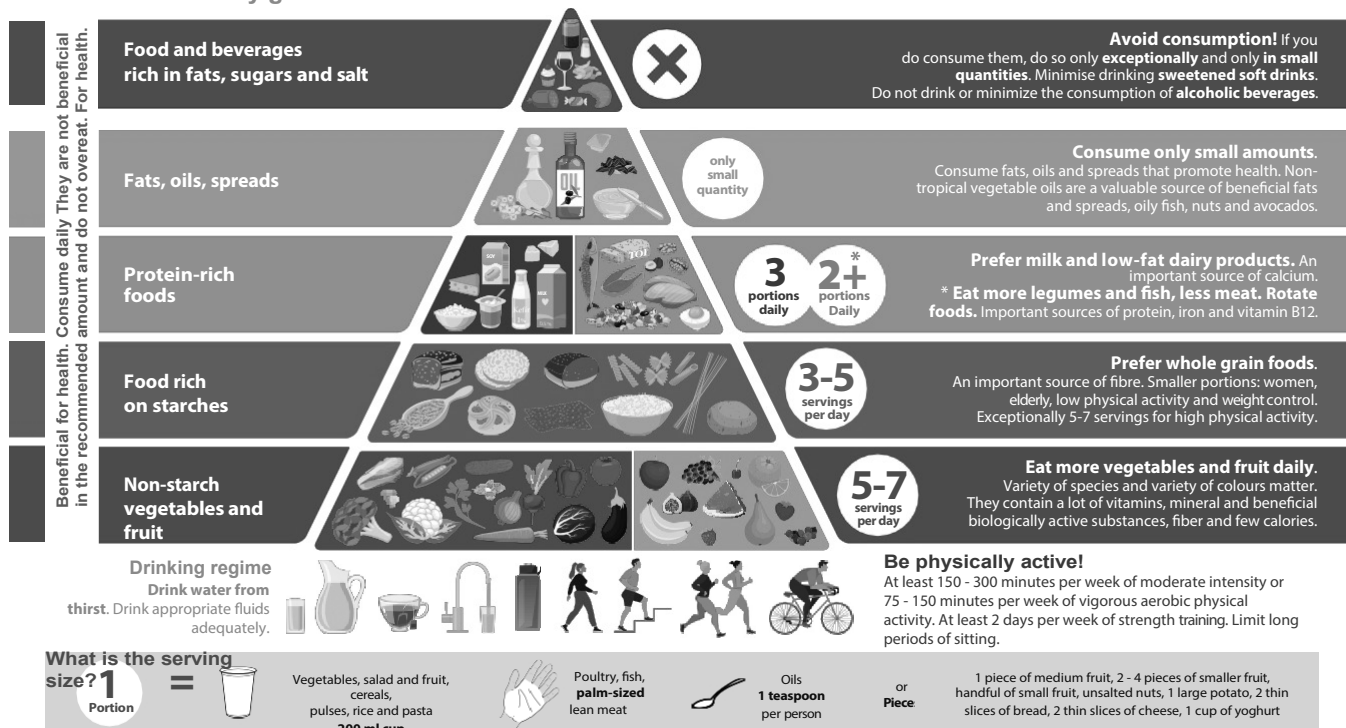 Beneficial for health. Consume daily They are not beneficial
in the recommended amount and do not overeat. For health.
Food and beverages
rich in fats, sugars and salt
Avoid consumption! If you
do consume them, do so only exceptionally and only in small
quantities. Minimise drinking sweetened soft drinks.
Do not drink or minimize the consumption of alcoholic beverages.
Fats, oils, spreads
only
small
quantity
Consume only small amounts.
Consume fats, oils and spreads that promote health. Non-
tropical vegetable oils are a valuable source of beneficial fats
and spreads, oily fish, nuts and avocados.
Protein-rich
foods
3
portions
daily
2+*
portions
Daily
Prefer milk and low-fat dairy products. An
important source of calcium.
* Eat more legumes and fish, less meat. Rotate
foods. Important sources of protein, iron and vitamin B12.
Food rich
on starches
3-5
servings
per day
Prefer whole grain foods.
An important source of fibre. Smaller portions: women,
elderly, low physical activity and weight control.
Exceptionally 5-7 servings for high physical activity.
Non-starch
vegetables and
fruit
5-7
servings
per day
Eat more vegetables and fruit daily.
Variety of species and variety of colours matter.
They contain a lot of vitamins, mineral and beneficial
biologically active substances, fiber and few calories.
Drinking regime
Drink water from
thirst. Drink appropriate fluids
adequately.
Be physically active!
At least 150 - 300 minutes per week of moderate intensity or
75 - 150 minutes per week of vigorous aerobic physical
activity. At least 2 days per week of strength training. Limit long
periods of sitting.
What is the serving
size?
1
Portion
=
Vegetables, salad and fruit,
cereals,
pulses, rice and pasta
200 ml cup
Poultry, fish,
palm-sized
lean meat
Oils
1 teaspoon
per person
or
Piece
1 piece of medium fruit, 2 - 4 pieces of smaller fruit,
handful of small fruit, unsalted nuts, 1 large potato, 2 thin
slices of bread, 2 thin slices of cheese, 1 cup of yoghurt